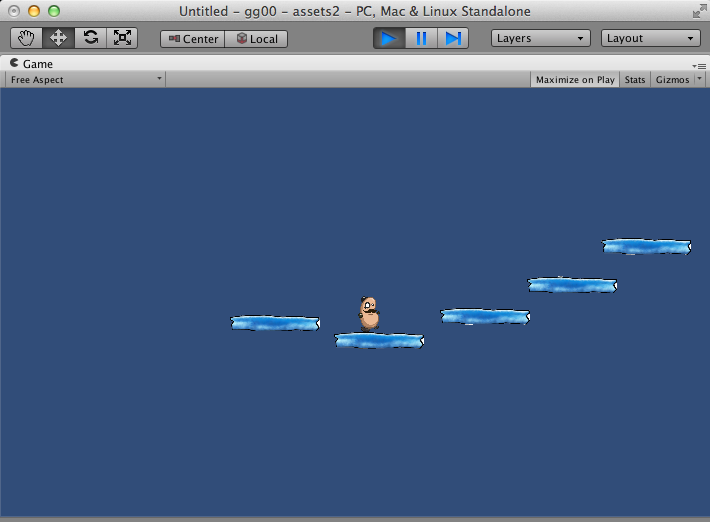 Untitled - gg00 - assets2 - PC, Mac & Linux Standalone
Center Local Layers Layout
Game
Free Aspect Maximize on Play Stats Gizmos